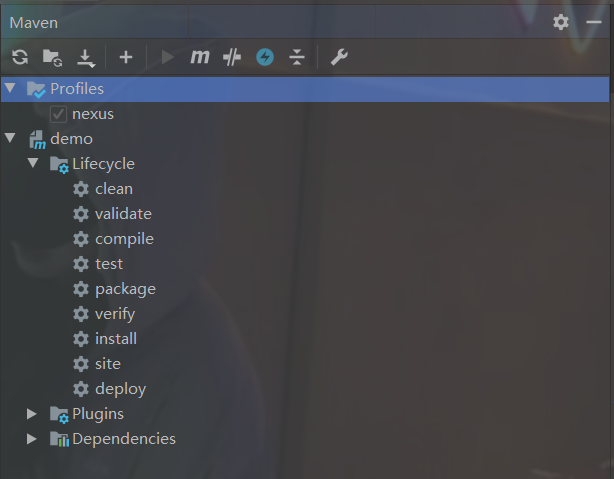 Maven
m
Profiles
nexus
m demo
Lifecycle
clean
validate
compile
test
package
verify
install
site
deploy
Plugins
Dependencies